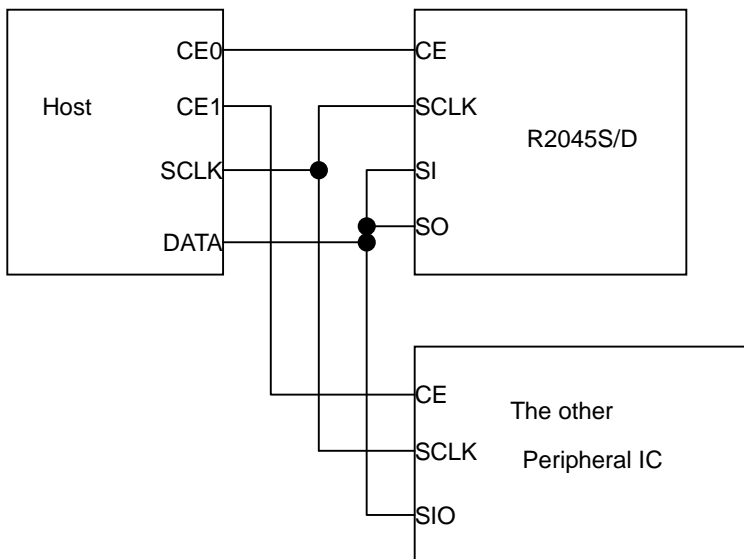 CE0
CE1
Host
SCLK
DATA
CE
SCLK
R2045S/D
SI
SO
CE
The other
SCLK
Peripheral IC
SIO